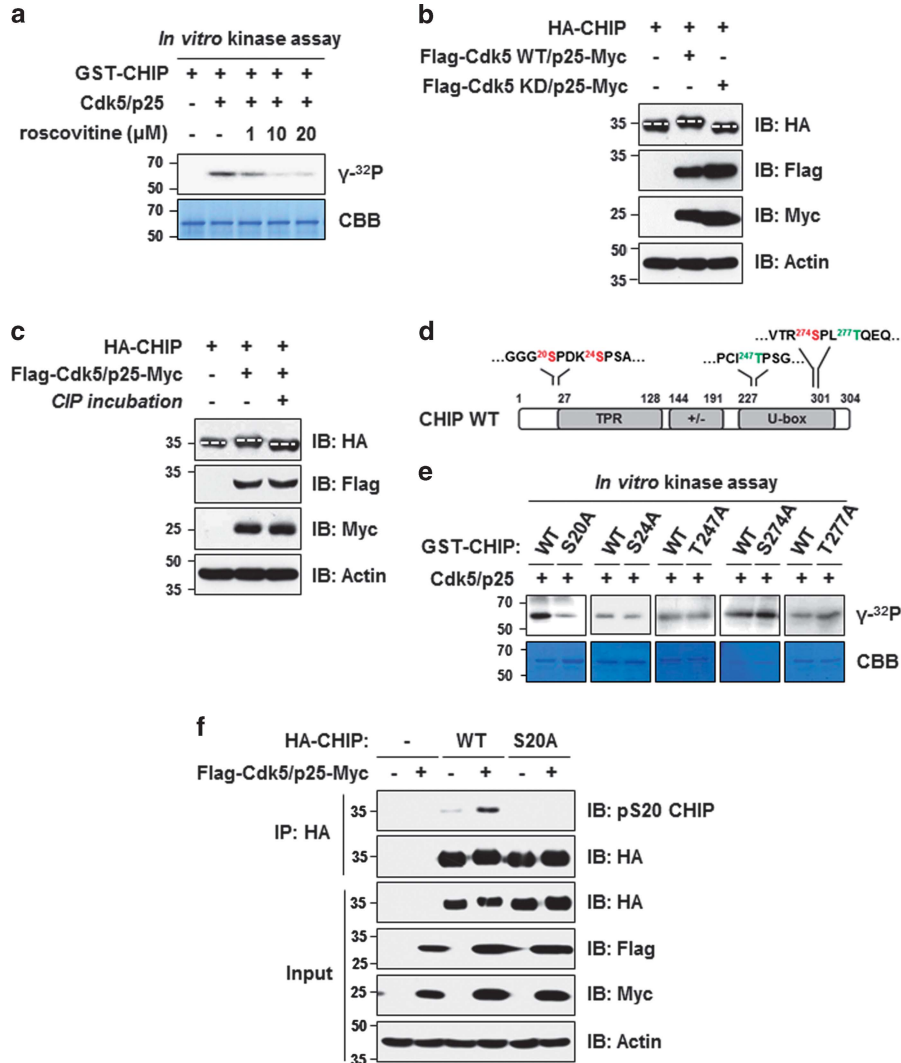 a
In vitro kinase assay
GST-CHIP + + + + +
Cdk5/p25 - + + + +
roscovitine (µM) - - 1 10 20
70
50
γ-³²P
70
50
CBB
b
HA-CHIP + + +
Flag-Cdk5 WT/p25-Myc - + -
Flag-Cdk5 KD/p25-Myc - - +
35
IB: HA
35
IB: Flag
25
IB: Myc
50
35
IB: Actin
c
HA-CHIP + + +
Flag-Cdk5/p25-Myc - + +
CIP incubation - - +
35
IB: HA
35
IB: Flag
25
IB: Myc
50
35
IB: Actin
d
...VTR²⁷⁴SPL²⁷⁷TQEQ..
...GGG²⁰SPDK²⁴SPSA... ...PCI²⁴⁷TPSG...
1 27 128 144 191 227 301 304
CHIP WT TPR +/- U-box
e
In vitro kinase assay
GST-CHIP: WT S20A WT S24A WT T247A WT S274A WT T277A
Cdk5/p25 + + + + + + + + + +
70
50
γ-³²P
70
50
CBB
f
HA-CHIP: - WT S20A
Flag-Cdk5/p25-Myc - + - + - +
IP: HA
35
IB: pS20 CHIP
35
IB: HA
Input
35
IB: HA
35
25
IB: Flag
25
IB: Myc
50
35
IB: Actin